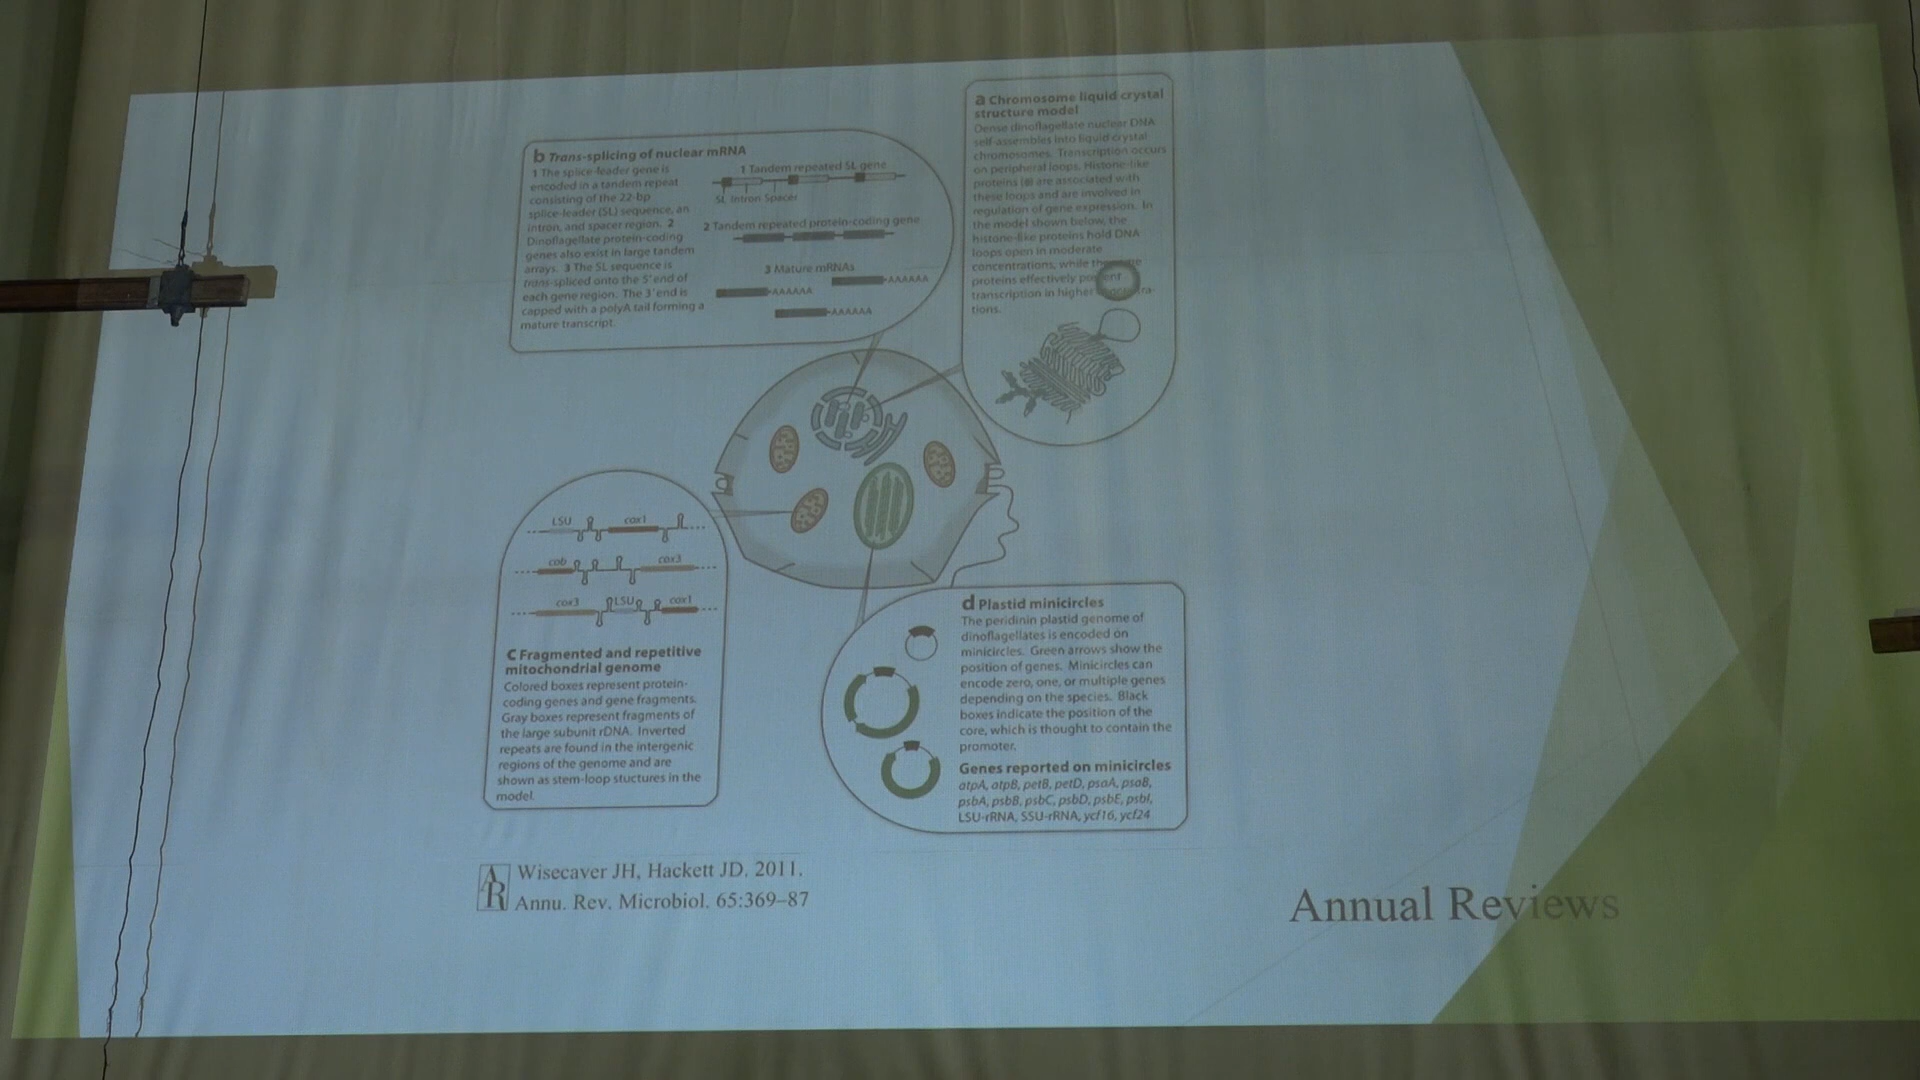 a Chromosome liquid crystal
structure model
Dense dinoflagellate nuclear DNA
self-assembles into liquid crystal
chromosomes. Transcription occurs
on peripheral loops. Histone-like
proteins are associated with
these loops and are involved in
regulation of gene expression. In
the model shown below, the
histone-like proteins hold DNA
loops open in moderate
concentrations, while
proteins effectively
transcription in higher
tions.
b Trans-splicing of nuclear mRNA
1 The splice-leader gene is
encoded in a tandem repeat
consisting of the 22-bp
splice-leader (SL) sequence, an
intron, and spacer region. 2
Dinoflagellate protein-coding
genes also exist in large tandem
arrays. 3 The SL sequence is
trans-spliced onto the 5' end of
each gene region. The 3' end is
capped with a polyA tail forming a
mature transcript.
1 Tandem repeated SL gene
SL Intron Spacer
2 Tandem repeated protein-coding gene
3 Mature mRNAs
AAAAAA
AAAAAA
AAAAAA
LSU cox1
cob cox3
cox3 LSU cox1
c Fragmented and repetitive
mitochondrial genome
Colored boxes represent protein-
coding genes and gene fragments.
Gray boxes represent fragments of
the large subunit rDNA. Inverted
repeats are found in the intergenic
regions of the genome and are
shown as stem-loop stuctures in the
model.
d Plastid minicircles
The peridinin plastid genome of
dinoflagellates is encoded on
minicircles. Green arrows show the
position of genes. Minicircles can
encode zero, one, or multiple genes
depending on the species. Black
boxes indicate the position of the
core, which is thought to contain the
promoter.
Genes reported on minicircles
atpA, atpB, petB, petD, psaA, psaB,
psbA, psbB, psbC, psbD, psbE, psbI,
LSU-rRNA, SSU-rRNA, ycf16, ycf24
AR
Wisecaver JH, Hackett JD. 2011.
Annu. Rev. Microbiol. 65:369–87
Annual Reviews